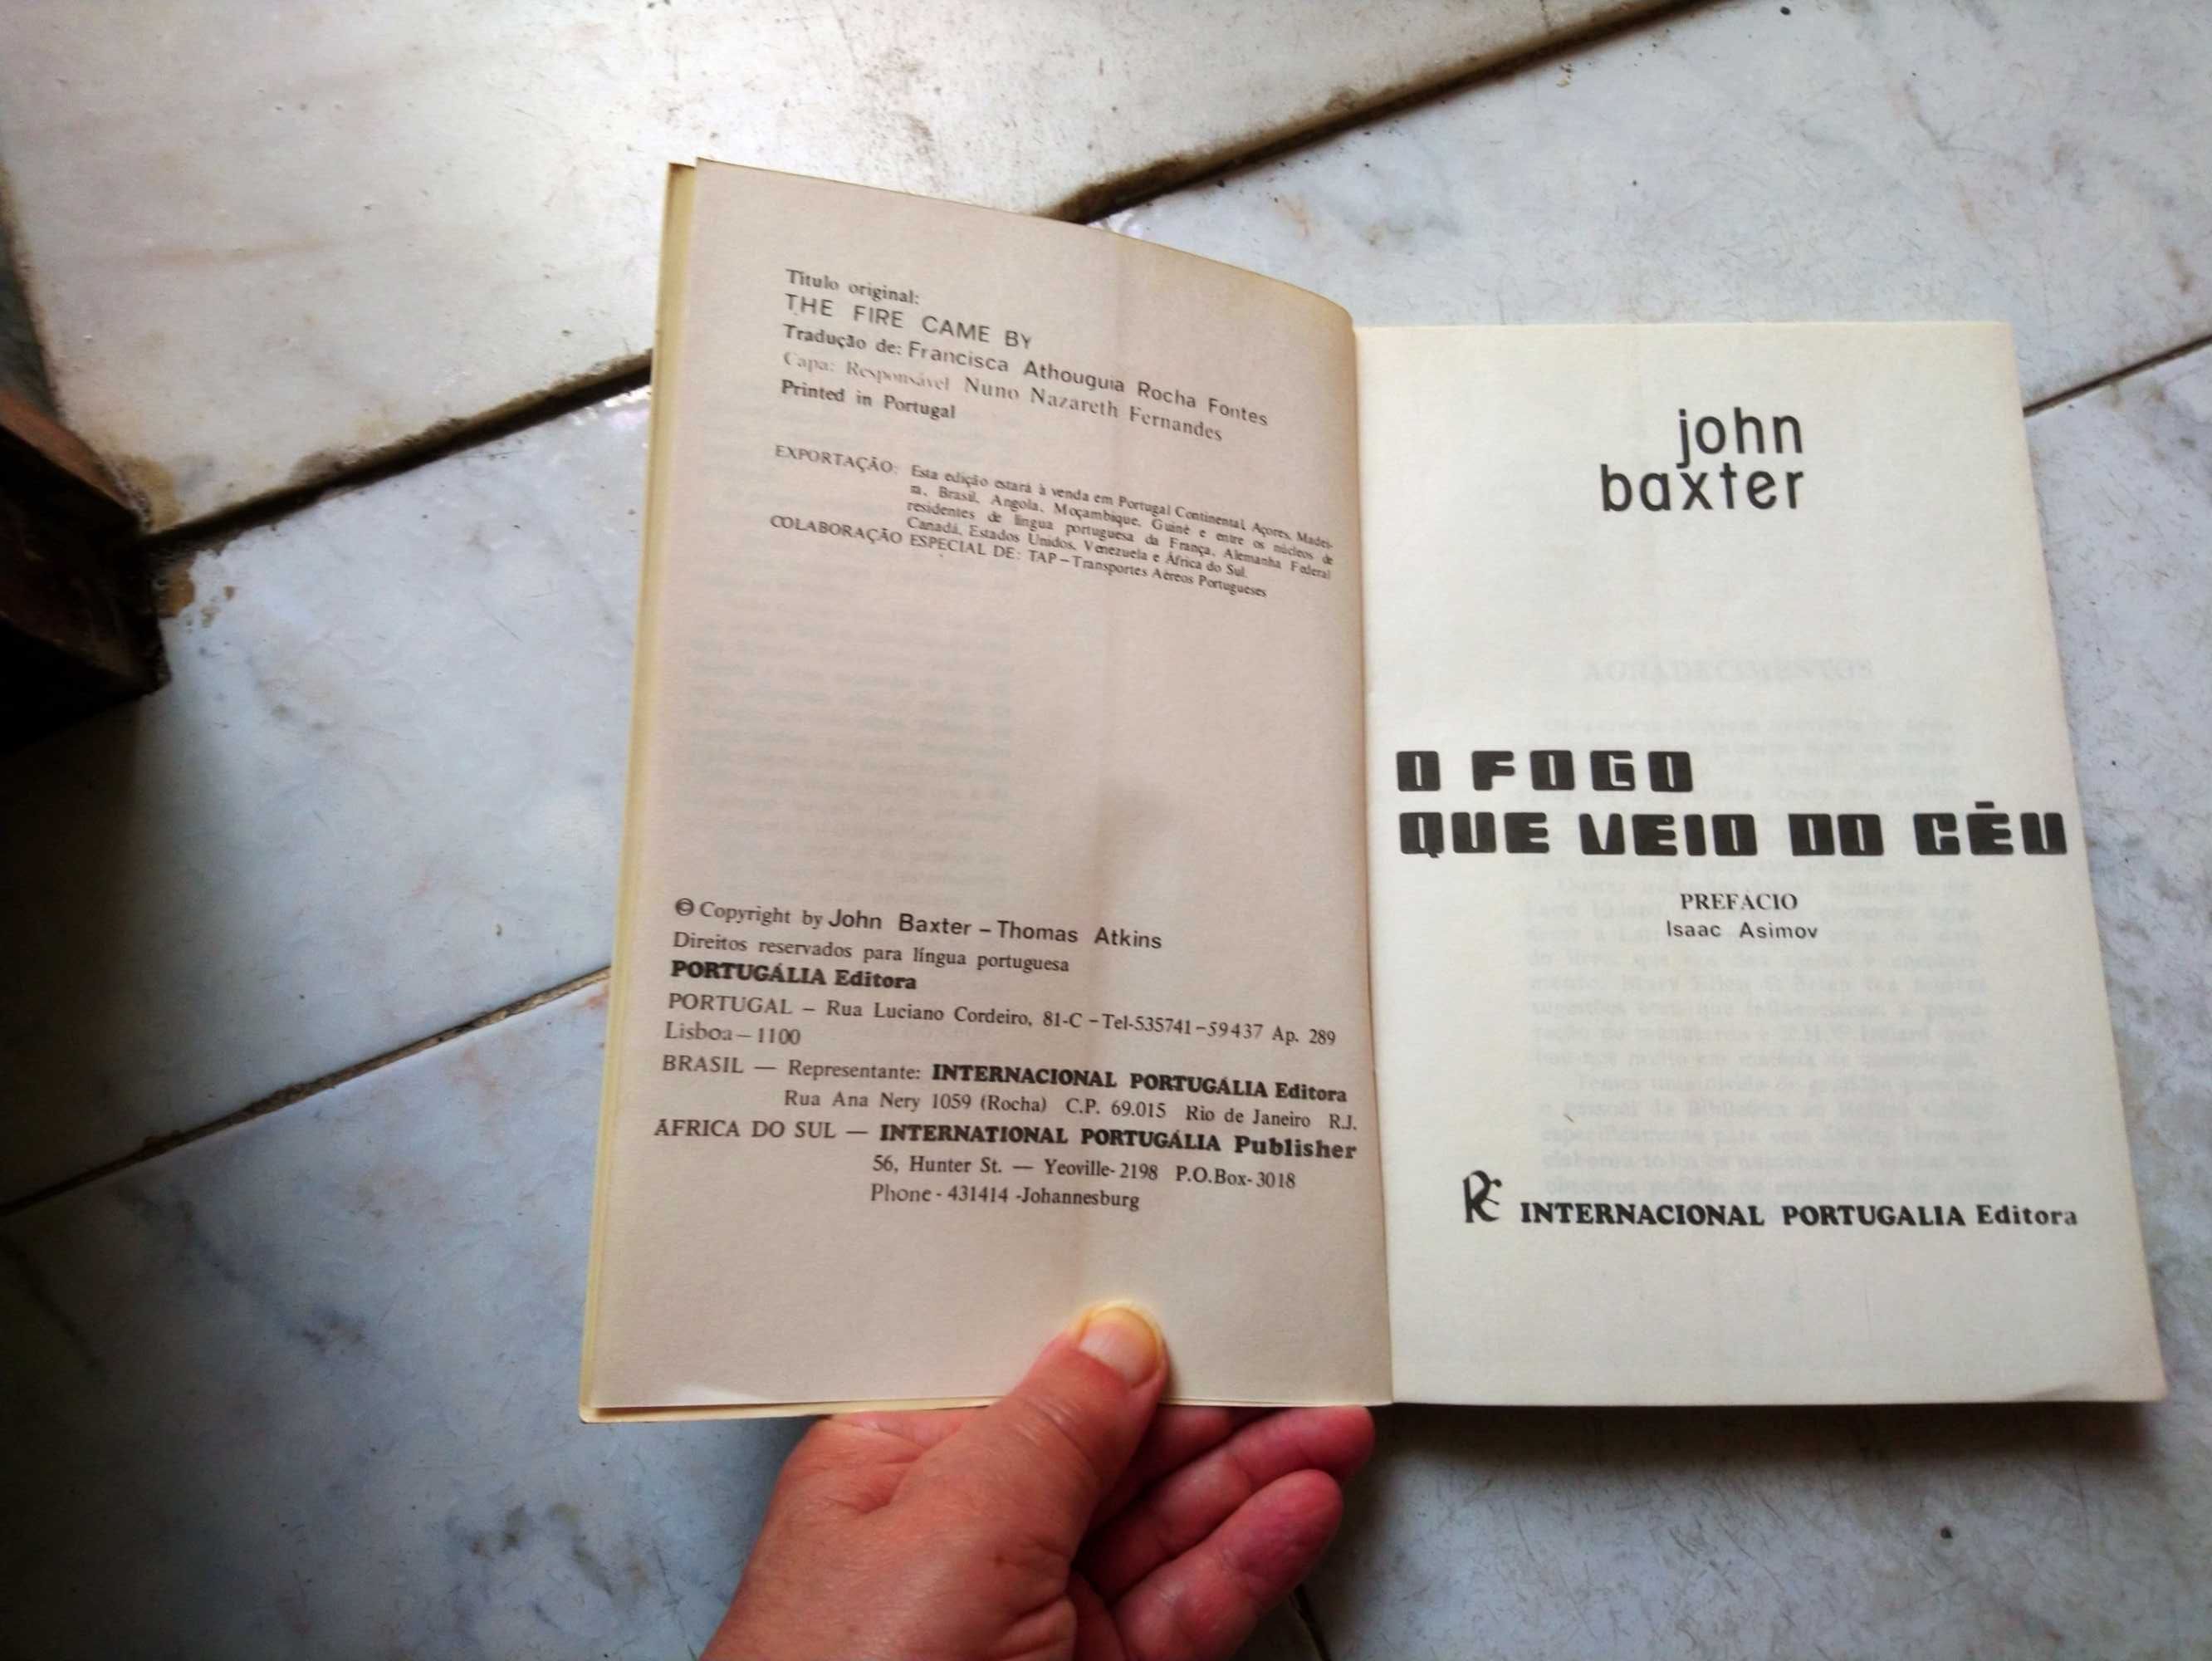 Título original:
THE FIRE CAME BY
Tradução de: Francisca Athouguia Rocha Fontes
Capa: Responsável Nuno Nazareth Fernandes
Printed in Portugal
EXPORTAÇÃO: Esta edição estará à venda em Portugal Continental, Açores, Madei-
ra, Brasil, Angola, Moçambique, Guiné e entre os núcleos de
residentes de língua portuguesa da França, Alemanha Federal
Canadá, Estados Unidos, Venezuela e África do Sul.
COLABORAÇÃO ESPECIAL DE: TAP – Transportes Aéreos Portugueses
© Copyright by John Baxter – Thomas Atkins
Direitos reservados para língua portuguesa
PORTUGÁLIA Editora
PORTUGAL – Rua Luciano Cordeiro, 81-C – Tel-535741 – 59437 Ap. 289
Lisboa – 1100
BRASIL — Representante: INTERNACIONAL PORTUGÁLIA Editora
Rua Ana Nery 1059 (Rocha) C.P. 69.015 Rio de Janeiro R.J.
ÁFRICA DO SUL — INTERNATIONAL PORTUGÁLIA Publisher
56, Hunter St. — Yeoville-2198 P.O.Box-3018
Phone - 431414 -Johannesburg
john
baxter
O FOGO
QUE VEIO DO CÉU
PREFÁCIO
Isaac Asimov
INTERNACIONAL PORTUGALIA Editora